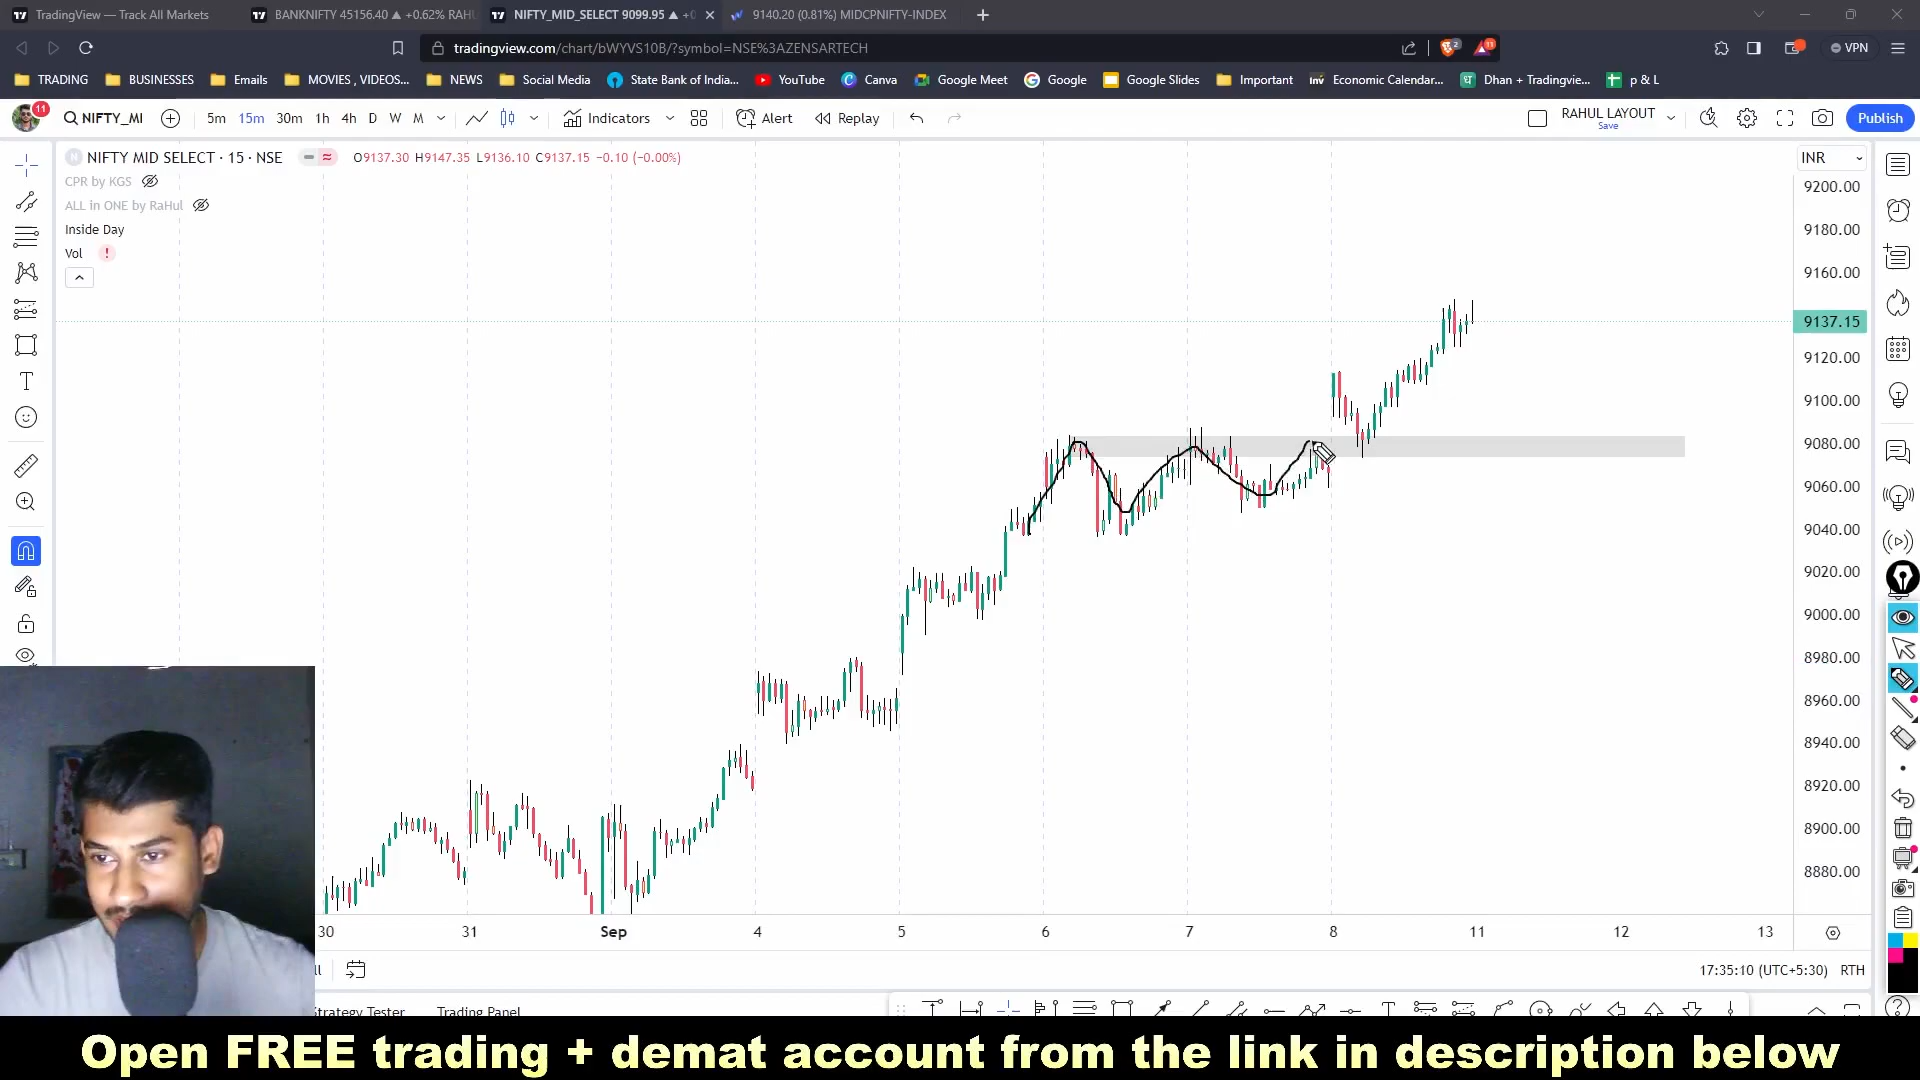 TradingView — Track All Markets
BANKNIFTY 45156.40 ▲ +0.62% RAHU
NIFTY_MID_SELECT 9099.95 ▲ +0
9140.20 (0.81%) MIDCPNIFTY-INDEX
tradingview.com/chart/bWYVS10B/?symbol=NSE%3AZENSARTECH
2
11
VPN
TRADING
BUSINESSES
Emails
MOVIES , VIDEOS...
NEWS
Social Media
State Bank of India...
YouTube
Canva
Google Meet
Google
Google Slides
Important
inv Economic Calendar...
Dhan + Tradingvie...
p & L
11
NIFTY_MI
5m 15m 30m 1h 4h D W M
Indicators
Alert
Replay
RAHUL LAYOUT
Save
Publish
NIFTY MID SELECT · 15 · NSE
O9137.30 H9147.35 L9136.10 C9137.15 −0.10 (−0.00%)
INR
CPR by KGS
ALL in ONE by RaHul
Inside Day
Vol
9200.00
9180.00
9160.00
9137.15
9120.00
9100.00
9080.00
9060.00
9040.00
9020.00
9000.00
8980.00
8960.00
8940.00
8920.00
8900.00
8880.00
30 31 Sep 4 5 6 7 8 11 12 13
17:35:10 (UTC+5:30) RTH
Strategy Tester
Trading Panel
Open FREE trading + demat account from the link in description below